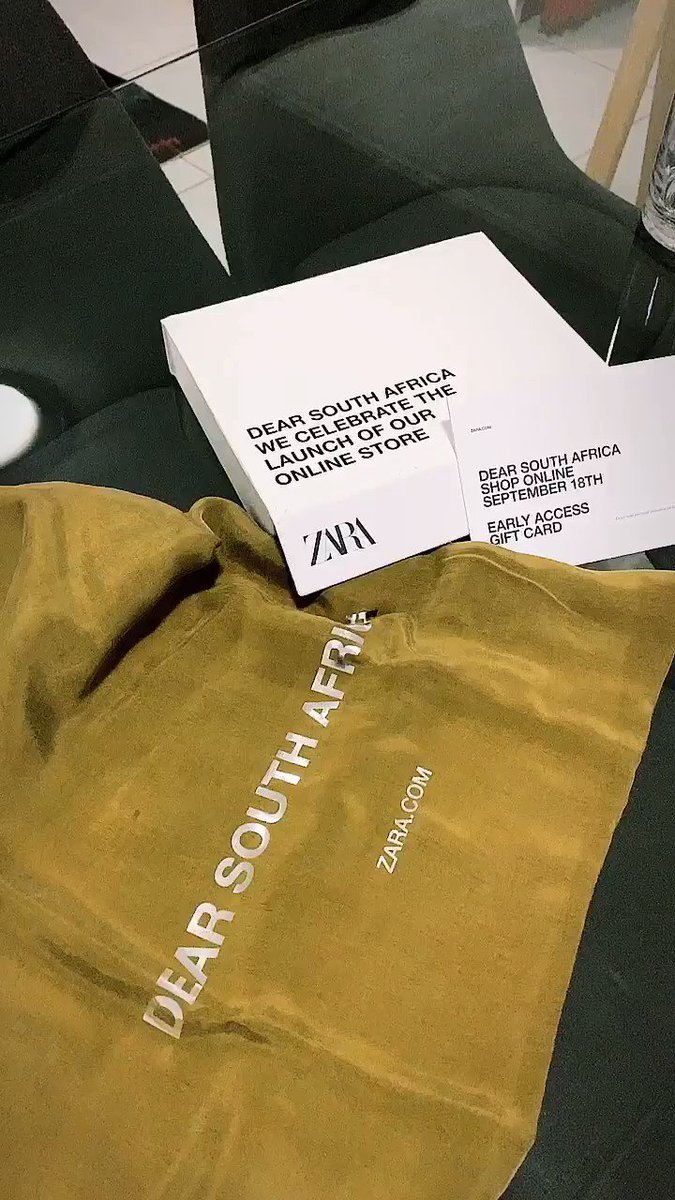 DEAR SOUTH AFRICA
WE CELEBRATE THE
LAUNCH OF OUR
ONLINE STORE
ZARA
ZARA.COM
DEAR SOUTH AFRICA
SHOP ONLINE
SEPTEMBER 18TH
EARLY ACCESS
GIFT CARD
DEAR SOUTH AFRI
ZARA.COM